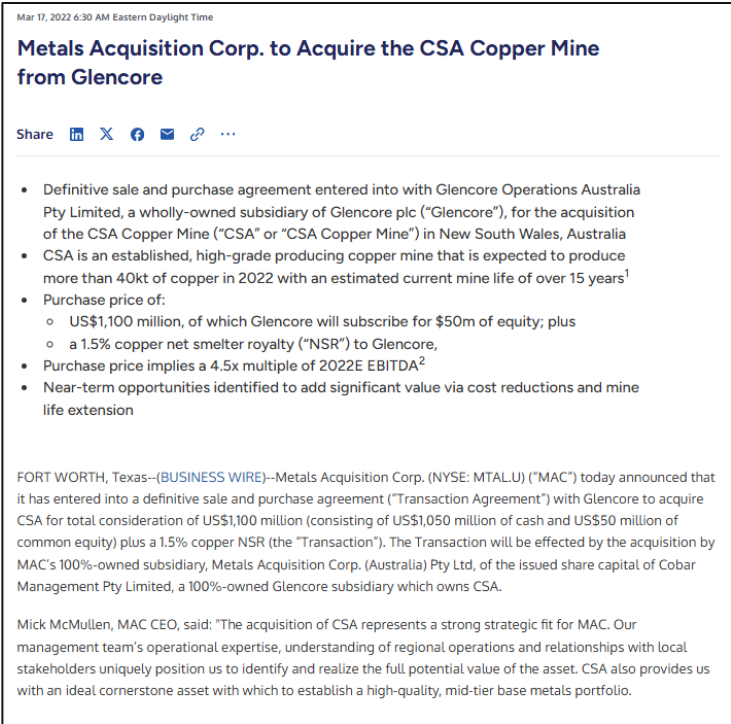 Mar 17, 2022 6:30 AM Eastern Daylight Time
Metals Acquisition Corp. to Acquire the CSA Copper Mine
from Glencore
Share
• Definitive sale and purchase agreement entered into with Glencore Operations Australia
Pty Limited, a wholly-owned subsidiary of Glencore plc (“Glencore”), for the acquisition
of the CSA Copper Mine (“CSA” or “CSA Copper Mine”) in New South Wales, Australia
• CSA is an established, high-grade producing copper mine that is expected to produce
more than 40kt of copper in 2022 with an estimated current mine life of over 15 years¹
• Purchase price of:
◦ US$1,100 million, of which Glencore will subscribe for $50m of equity; plus
◦ a 1.5% copper net smelter royalty (“NSR”) to Glencore,
• Purchase price implies a 4.5x multiple of 2022E EBITDA²
• Near-term opportunities identified to add significant value via cost reductions and mine
life extension
FORT WORTH, Texas--(BUSINESS WIRE)--Metals Acquisition Corp. (NYSE: MTAL.U) (“MAC”) today announced that
it has entered into a definitive sale and purchase agreement (“Transaction Agreement”) with Glencore to acquire
CSA for total consideration of US$1,100 million (consisting of US$1,050 million of cash and US$50 million of
common equity) plus a 1.5% copper NSR (the “Transaction”). The Transaction will be effected by the acquisition by
MAC’s 100%-owned subsidiary, Metals Acquisition Corp. (Australia) Pty Ltd, of the issued share capital of Cobar
Management Pty Limited, a 100%-owned Glencore subsidiary which owns CSA.
Mick McMullen, MAC CEO, said: "The acquisition of CSA represents a strong strategic fit for MAC. Our
management team’s operational expertise, understanding of regional operations and relationships with local
stakeholders uniquely position us to identify and realize the full potential value of the asset. CSA also provides us
with an ideal cornerstone asset with which to establish a high-quality, mid-tier base metals portfolio.